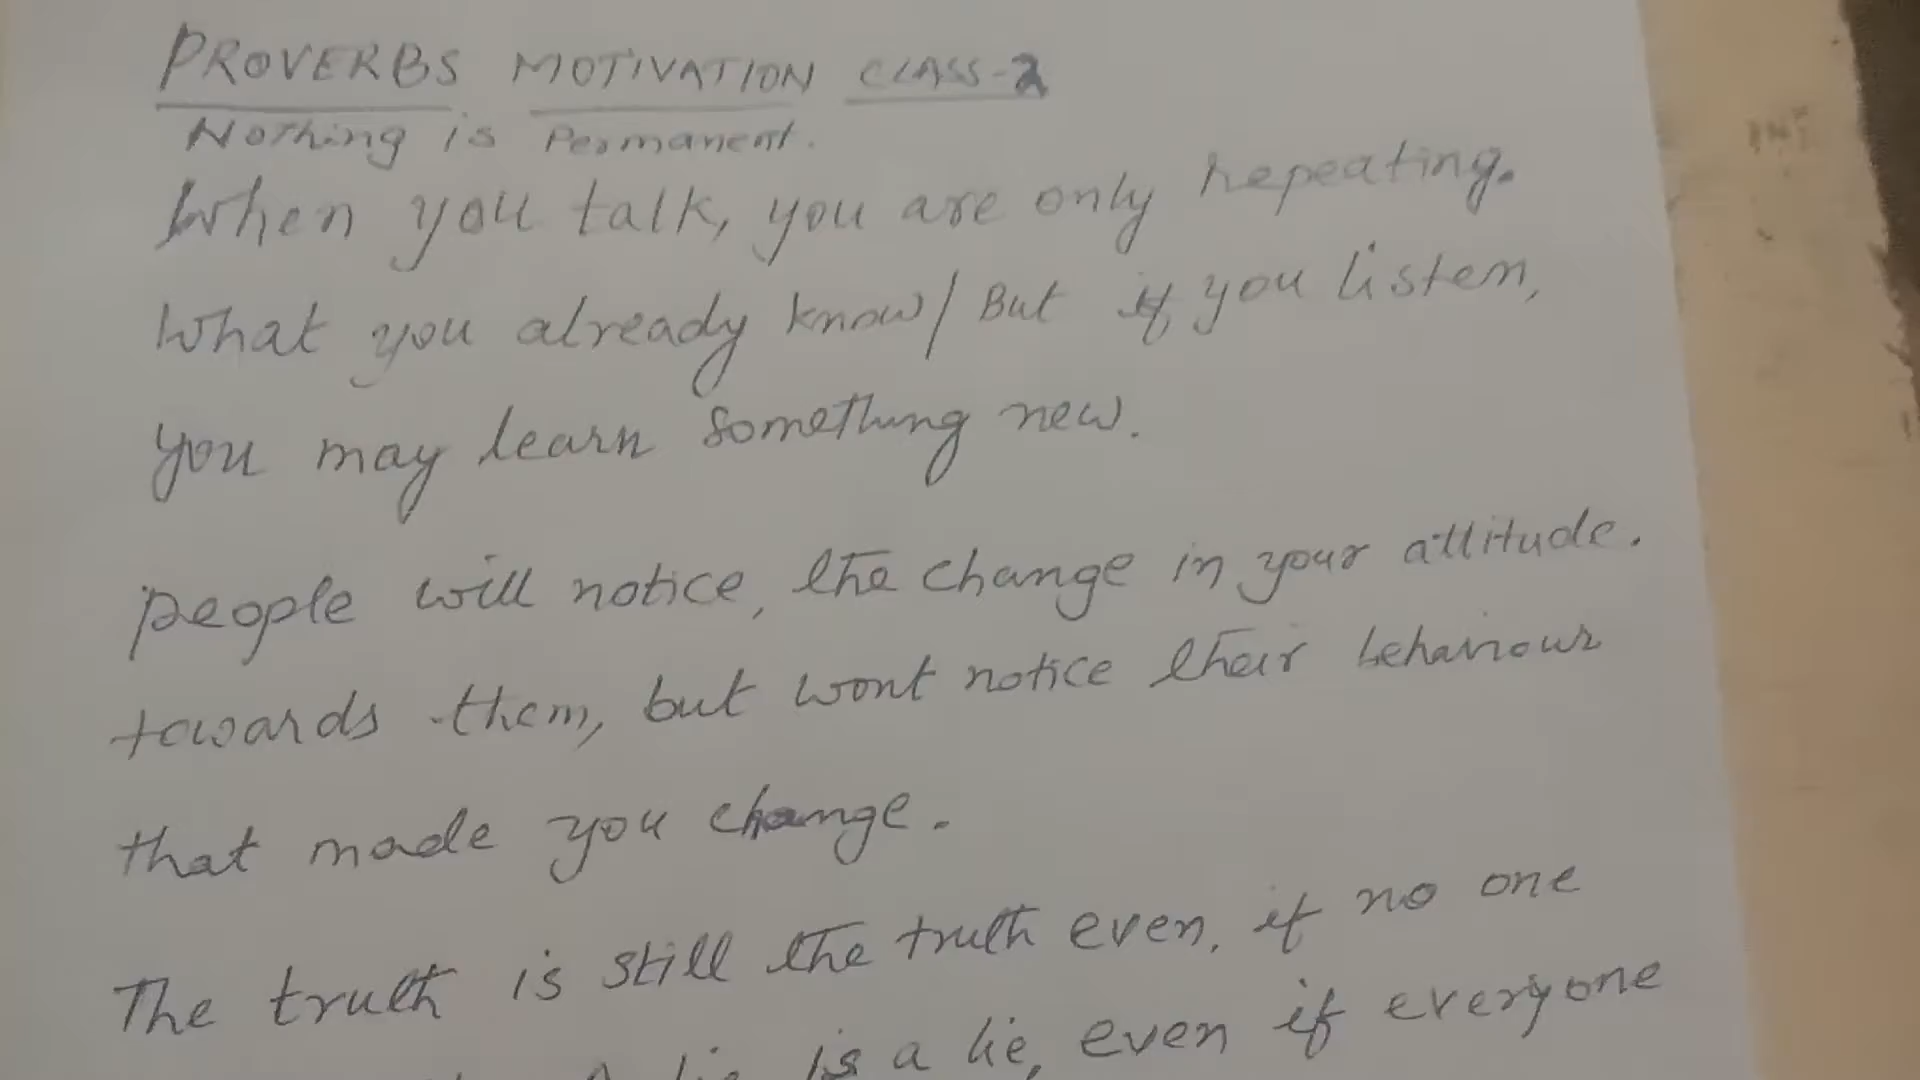 PROVERBS MOTIVATION CLASS-2
Nothing is Permanent.
When you talk, you are only repeating.
What you already know/ But if you listen,
you may learn something new.
people will notice, the change in your attitude.
towards them, but wont notice their behaviour
that made you change.
The truth is still the truth even, if no one
is a lie, even if everyone